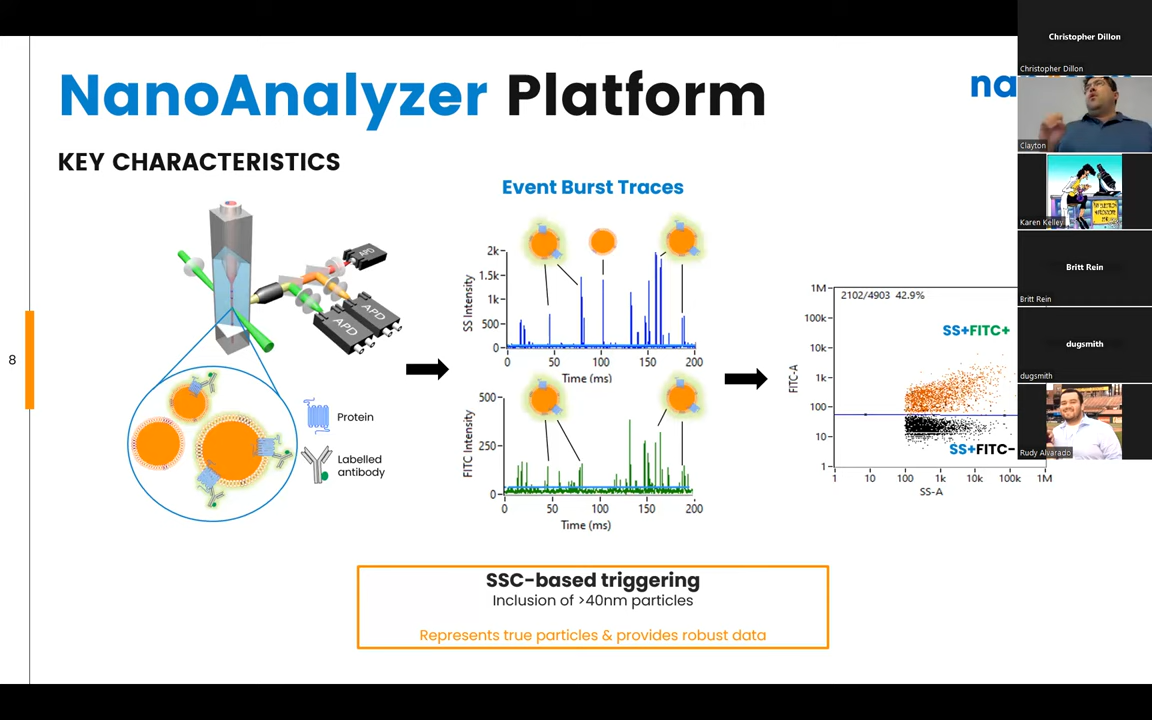 NanoAnalyzer Platform
na
KEY CHARACTERISTICS
8
APD
APD
APD
Protein
Labelled
antibody
Event Burst Traces
SS Intensity
2k
1.5k
1k
500
0
0 50 100 150 200
Time (ms)
FITC Intensity
500
250
0
0 50 100 150 200
Time (ms)
2102/4903 42.9%
SS+FITC+
SS+FITC-
FITC-A
1M
100k
10k
1k
100
10
1
1 10 100 1k 10k 100k 1M
SS-A
SSC-based triggering
Inclusion of >40nm particles
Represents true particles & provides robust data
Christopher Dillon
Christopher Dillon
Clayton
Karen Kelley
Britt Rein
Britt Rein
dugsmith
dugsmith
Rudy Alvarado